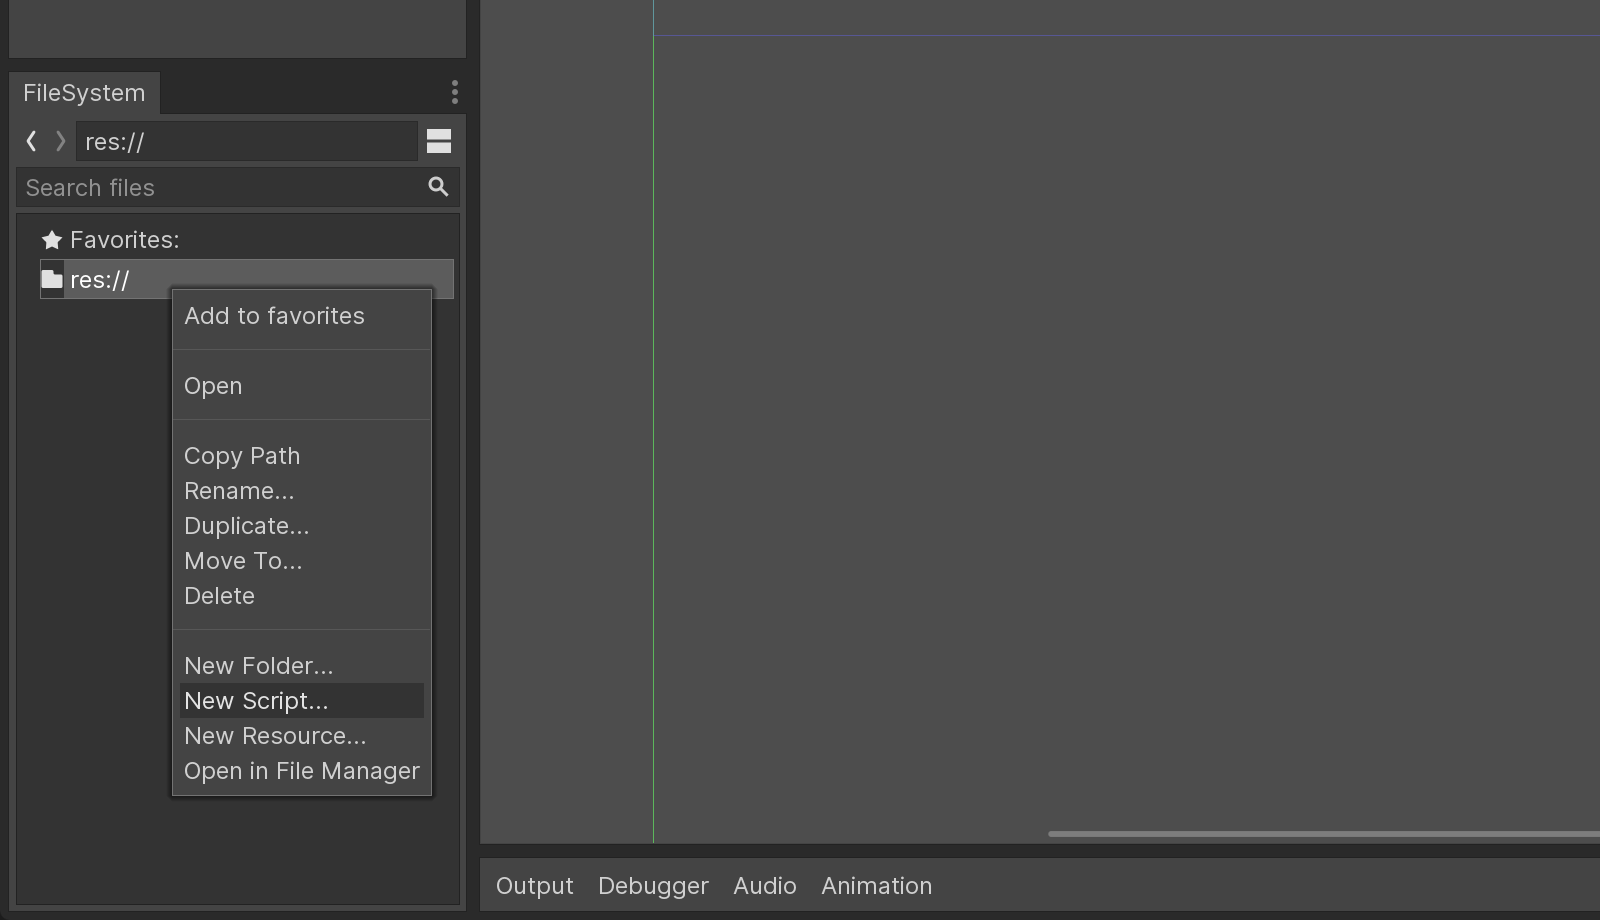 FileSystem
res://
Search files
Favorites:
res://
Add to favorites
Open
Copy Path
Rename...
Duplicate...
Move To...
Delete
New Folder...
New Script...
New Resource...
Open in File Manager
Output Debugger Audio Animation